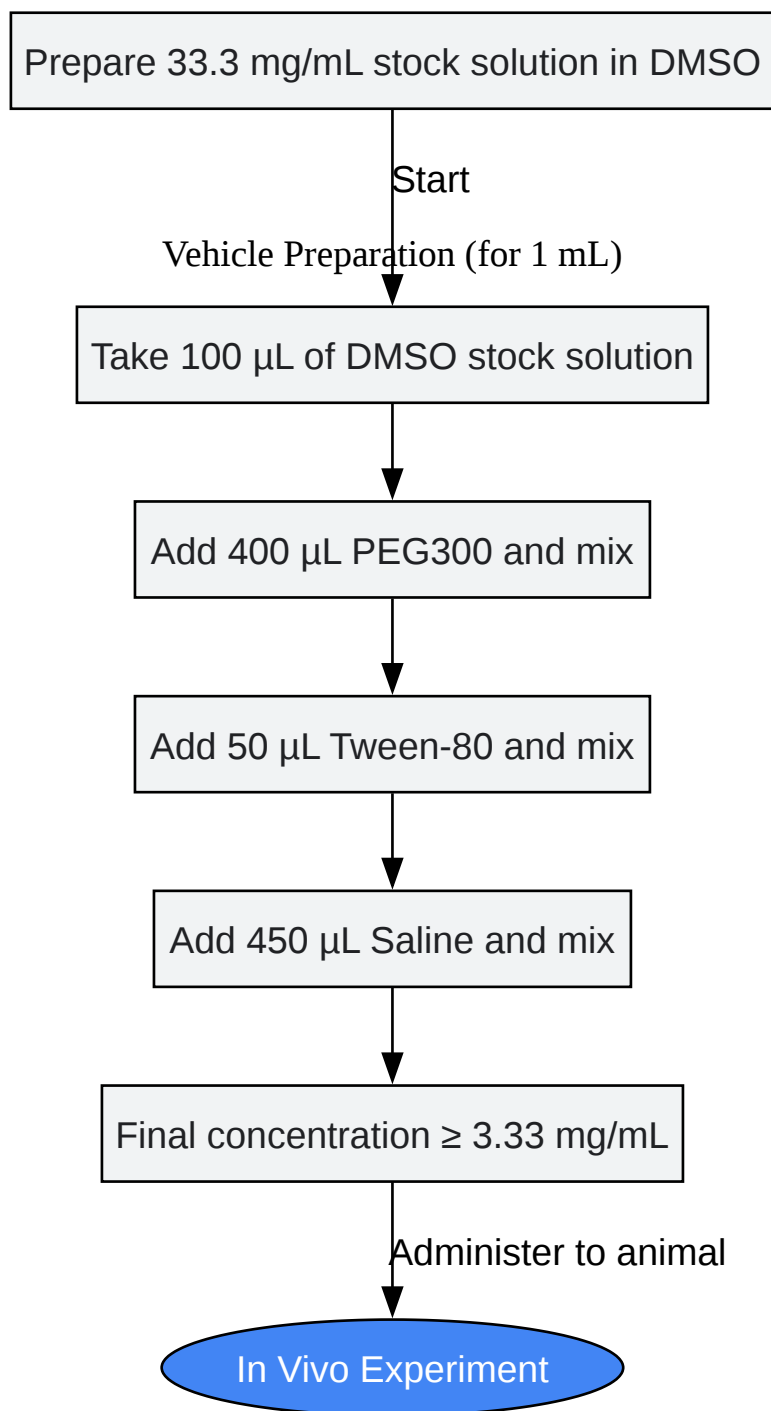 Prepare 33.3 mg/mL stock solution in DMSO
Start
Vehicle Preparation (for 1 mL)
Take 100 µL of DMSO stock solution
Add 400 µL PEG300 and mix
Add 50 µL Tween-80 and mix
Add 450 µL Saline and mix
Final concentration ≥ 3.33 mg/mL
Administer to animal
In Vivo Experiment